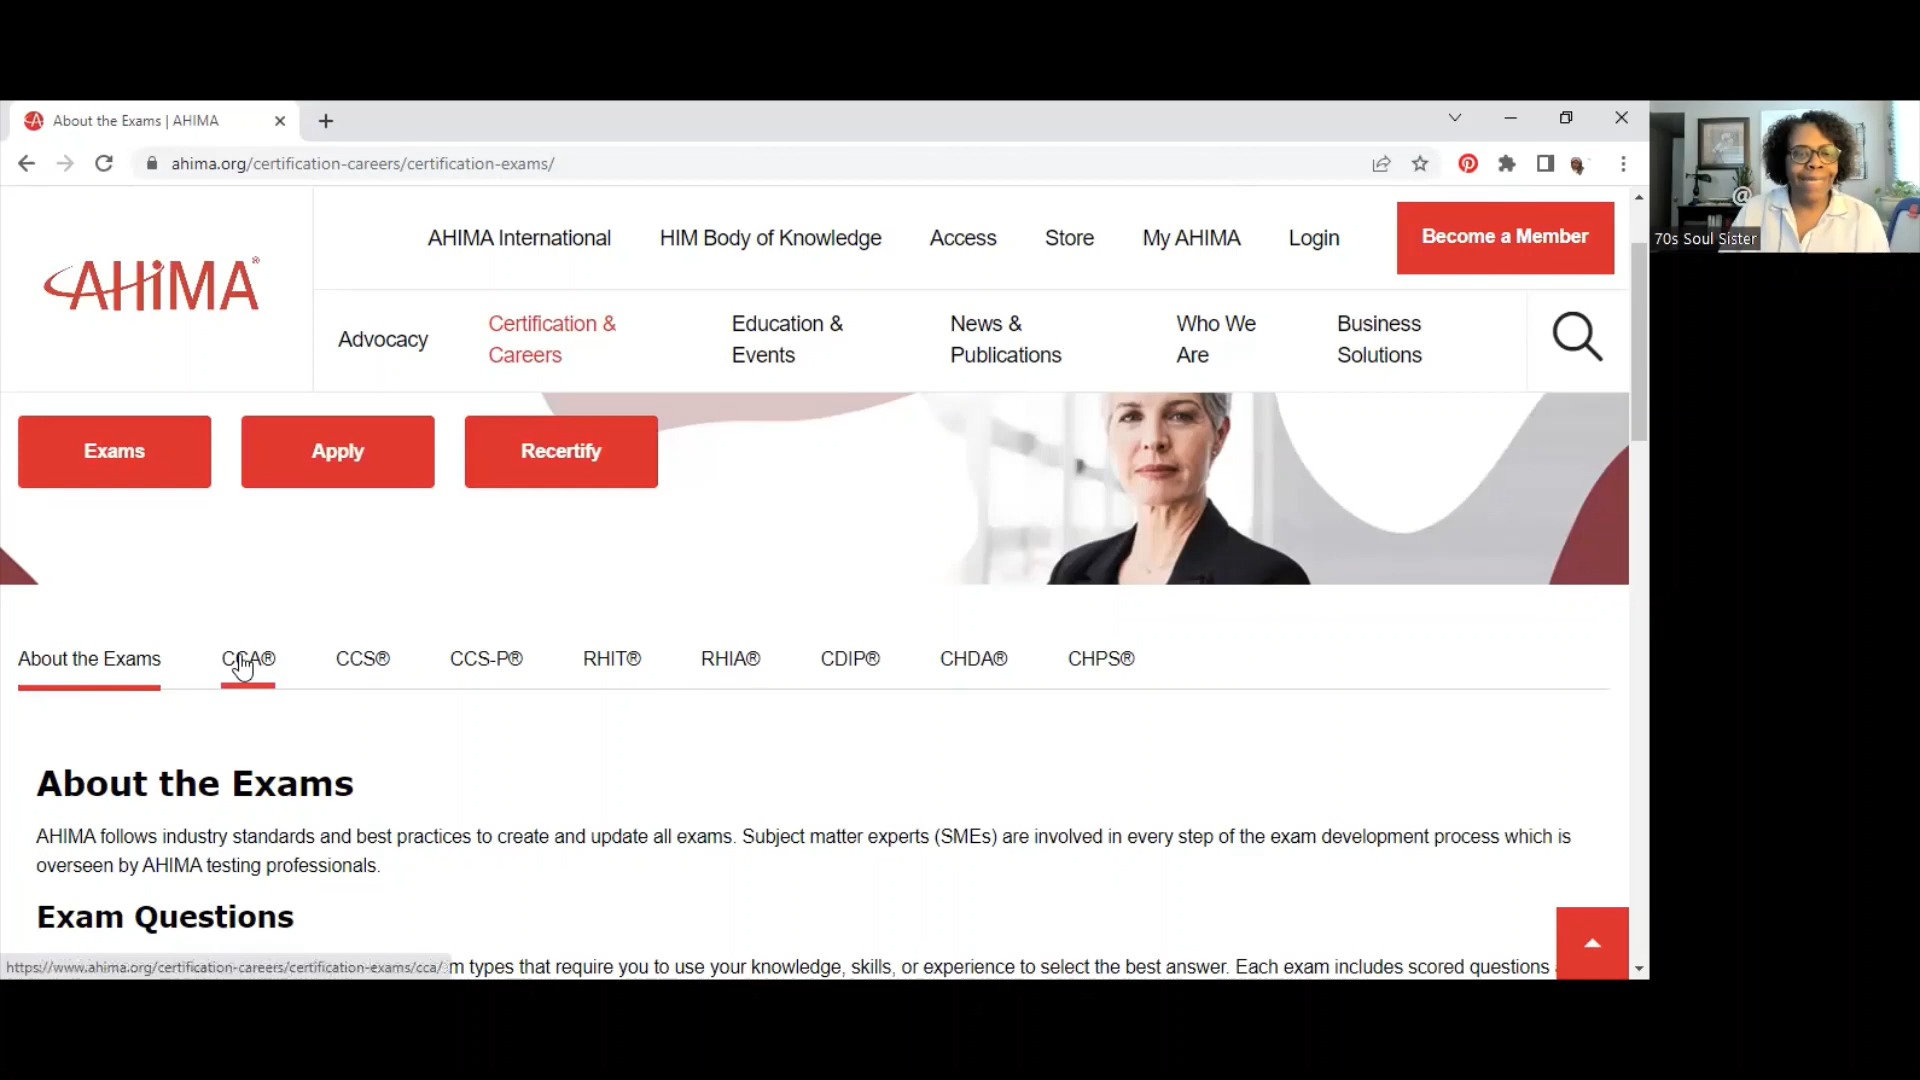 About the Exams | AHIMA
ahima.org/certification-careers/certification-exams/
AHIMA International HIM Body of Knowledge Access Store My AHIMA Login Become a Member
AHiMA®
Advocacy Certification & Careers Education & Events News & Publications Who We Are Business Solutions
Exams Apply Recertify
About the Exams CCA® CCS® CCS-P® RHIT® RHIA® CDIP® CHDA® CHPS®
About the Exams
AHIMA follows industry standards and best practices to create and update all exams. Subject matter experts (SMEs) are involved in every step of the exam development process which is
overseen by AHIMA testing professionals.
Exam Questions
https://www.ahima.org/certification-careers/certification-exams/cca/ m types that require you to use your knowledge, skills, or experience to select the best answer. Each exam includes scored questions
70s Soul Sister
@